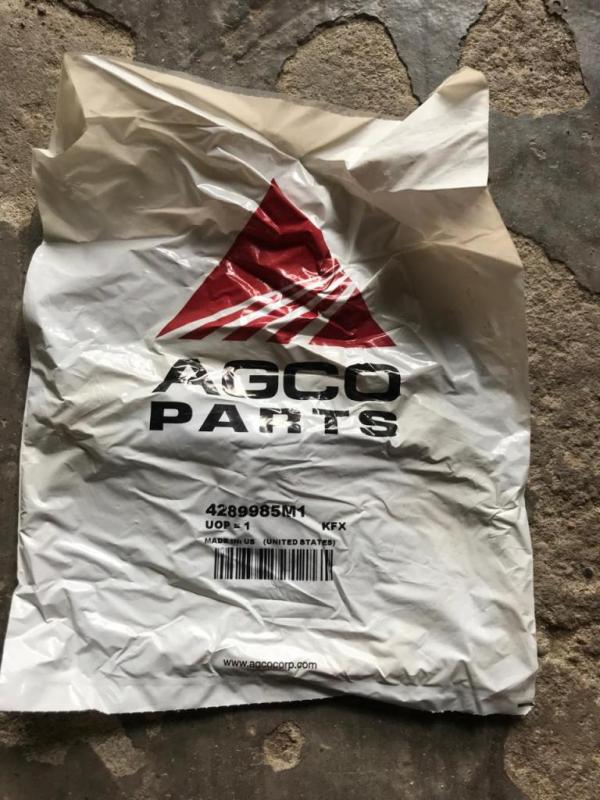 AGCO
PARTS
4289985M1
UOP = 1 KFX
MADE IN: US (UNITED STATES)
www.agcocorp.com